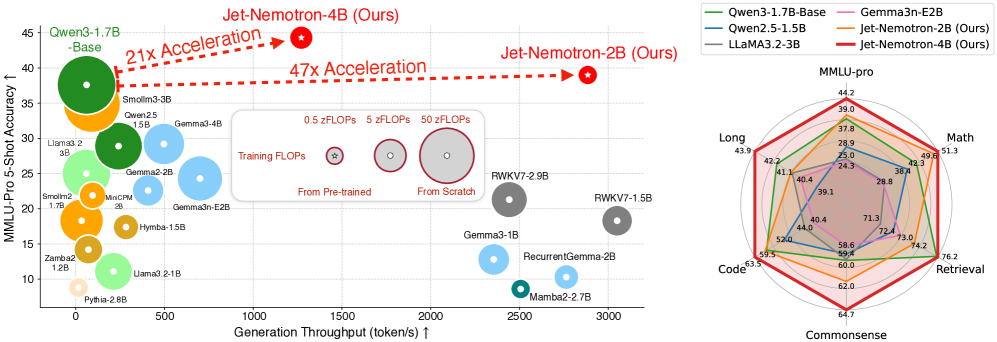 Jet-Nemotron-4B (Ours)
Qwen3-1.7B
-Base
21x Acceleration
Jet-Nemotron-2B (Ours)
47x Acceleration
Smollm3-3B
Qwen2.5
1.5B
Gemma3-4B
Llama3.2
3B
Gemma2-2B
Gemma3n-E2B
Smollm2
1.7B
MiniCPM
2B
Hymba-1.5B
Zamba2
1.2B
Llama3.2-1B
Pythia-2.8B
0.5 zFLOPs
5 zFLOPs
50 zFLOPs
Training FLOPs
From Pre-trained
From Scratch
RWKV7-2.9B
RWKV7-1.5B
Gemma3-1B
RecurrentGemma-2B
Mamba2-2.7B
45
40
35
30
25
20
15
10
0
500
1000
1500
2000
2500
3000
MMLU-Pro 5-Shot Accuracy ↑
Generation Throughput (token/s) ↑
Qwen3-1.7B-Base
Qwen2.5-1.5B
LLaMA3.2-3B
Gemma3n-E2B
Jet-Nemotron-2B (Ours)
Jet-Nemotron-4B (Ours)
MMLU-pro
44.2
39.0
37.8
28.9
25.0
24.3
Math
51.3
49.6
42.3
38.4
28.8
Long
43.9
42.2
41.1
40.4
39.1
Code
63.5
59.5
52.0
44.0
40.4
Retrieval
76.2
74.2
73.0
72.4
71.3
58.6
59.4
60.0
62.0
64.7
Commonsense